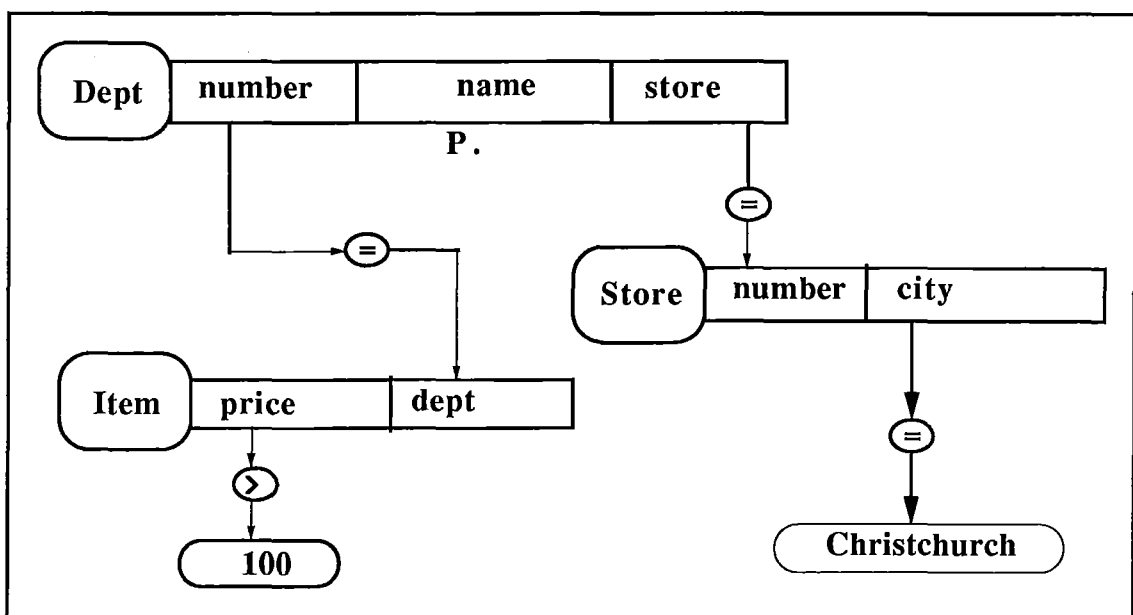 Dept number name store
P.
=
=
Store number city
Item price dept
=
>
100
Christchurch